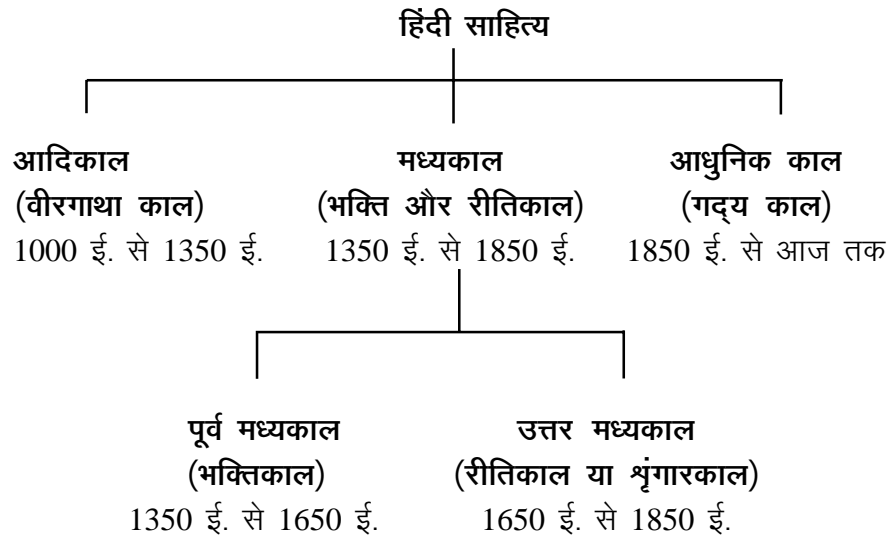 हिंदी साहित्य
आदिकाल
(वीरगाथा काल)
1000 ई. से 1350 ई.
मध्यकाल
(भक्ति और रीतिकाल)
1350 ई. से 1850 ई.
आधुनिक काल
(गद्‌य काल)
1850 ई. से आज तक
पूर्व मध्यकाल
(भक्तिकाल)
1350 ई. से 1650 ई.
उत्तर मध्यकाल
(रीतिकाल या शृंगारकाल)
1650 ई. से 1850 ई.